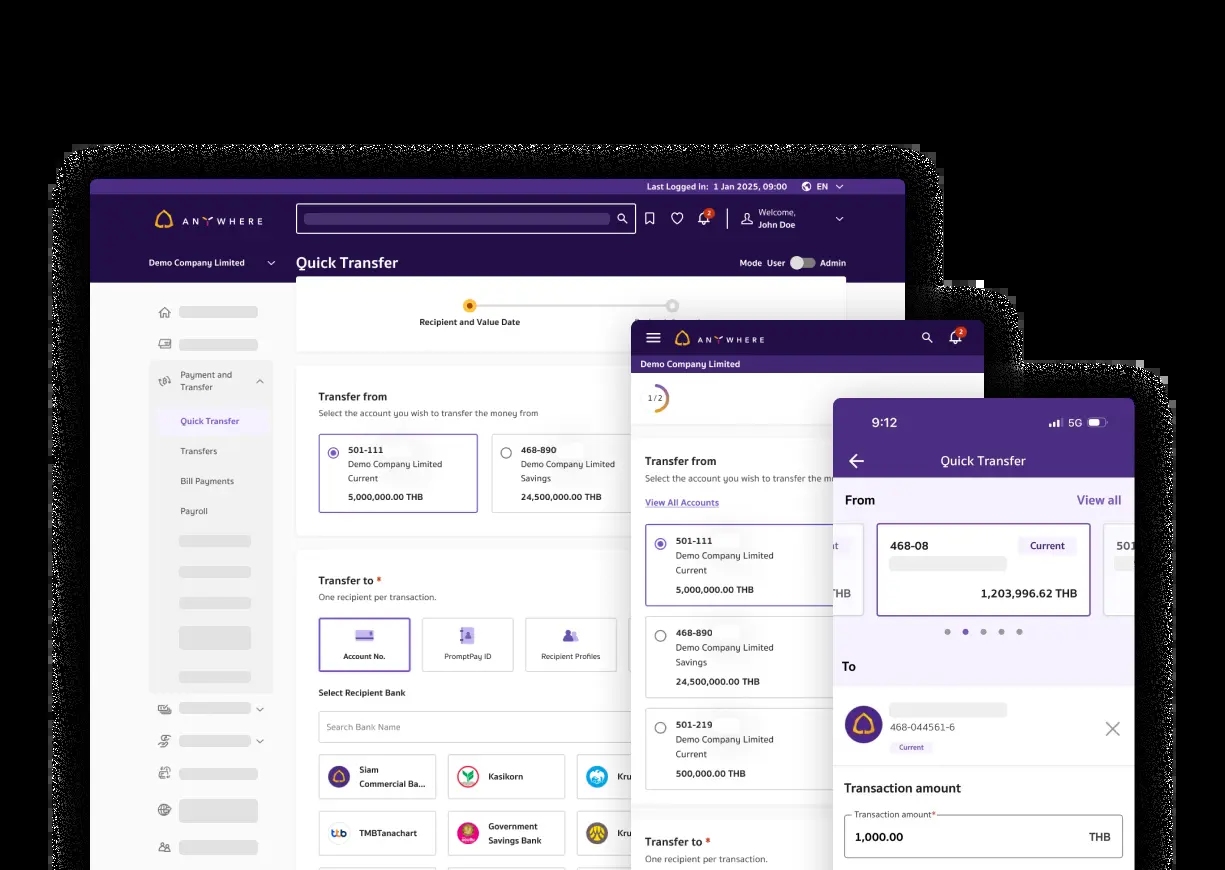 Last Logged in: 1 Jan 2025, 09:00 EN
ANYWHERE
2
Welcome,
John Doe
Demo Company Limited
Quick Transfer
Mode User Admin
Recipient and Value Date
Payment and
Transfer
Quick Transfer
Transfers
Bill Payments
Payroll
Transfer from
Select the account you wish to transfer the money from
501-111
Demo Company Limited
Current
5,000,000.00 THB
468-890
Demo Company Limited
Savings
24,500,000.00 THB
Transfer to *
One recipient per transaction.
Account No.
PromptPay ID
Recipient Profiles
Select Recipient Bank
Search Bank Name
Siam
Commercial Ba...
Kasikorn
Kru
ttb
TMBTanachart
Government
Savings Bank
Kru
ANYWHERE
2
Demo Company Limited
1/2
Transfer from
Select the account you wish to transfer the m
View All Accounts
501-111
Demo Company Limited
Current
5,000,000.00 THB
468-890
Demo Company Limited
Savings
24,500,000.00 THB
501-219
Demo Company Limited
Current
500,000.00 THB
Transfer to *
One recipient per transaction.
9:12
5G
Quick Transfer
From
View all
nt
THB
468-08
Current
1,203,996.62 THB
501
To
468-044561-6
Current
Transaction amount
Transaction amount*
1,000.00
THB